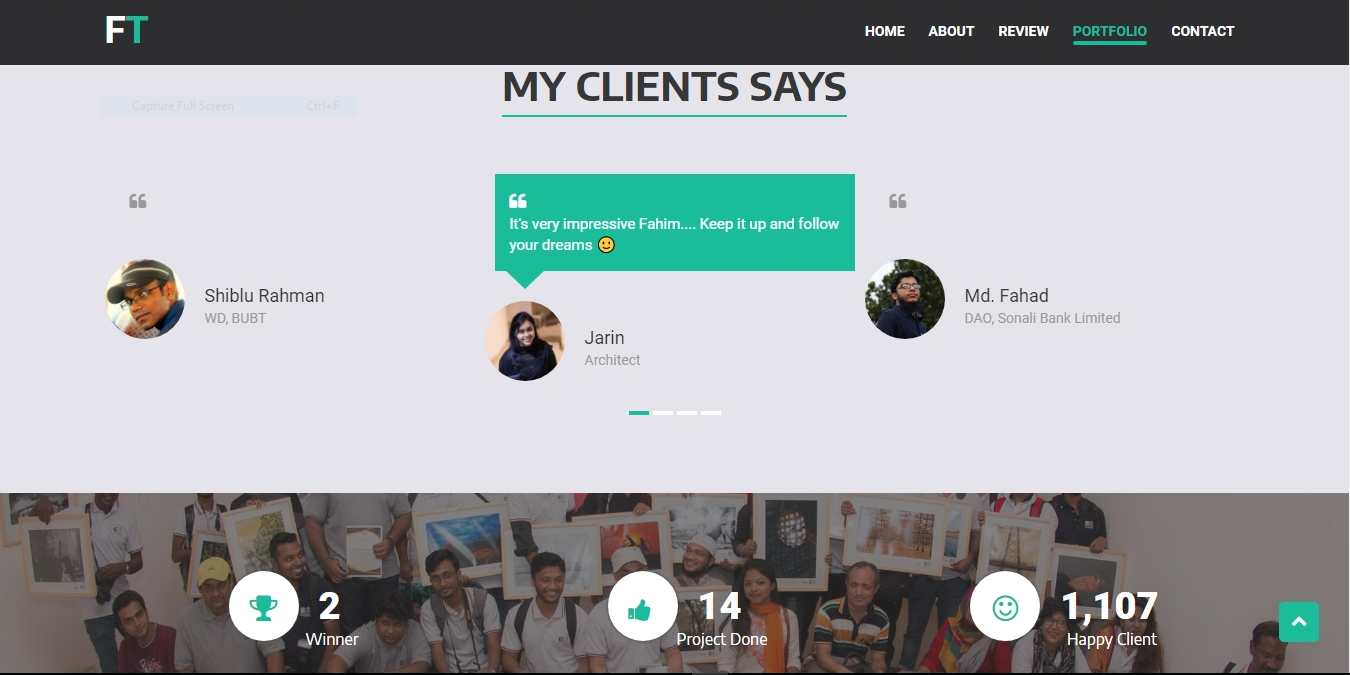 FT
HOME ABOUT REVIEW PORTFOLIO CONTACT
MY CLIENTS SAYS
Capture Full Screen Ctrl+F
It's very impressive Fahim.... Keep it up and follow
your dreams 🙂
Shiblu Rahman
WD, BUBT
Jarin
Architect
Md. Fahad
DAO, Sonali Bank Limited
2
Winner
14
Project Done
1,107
Happy Client